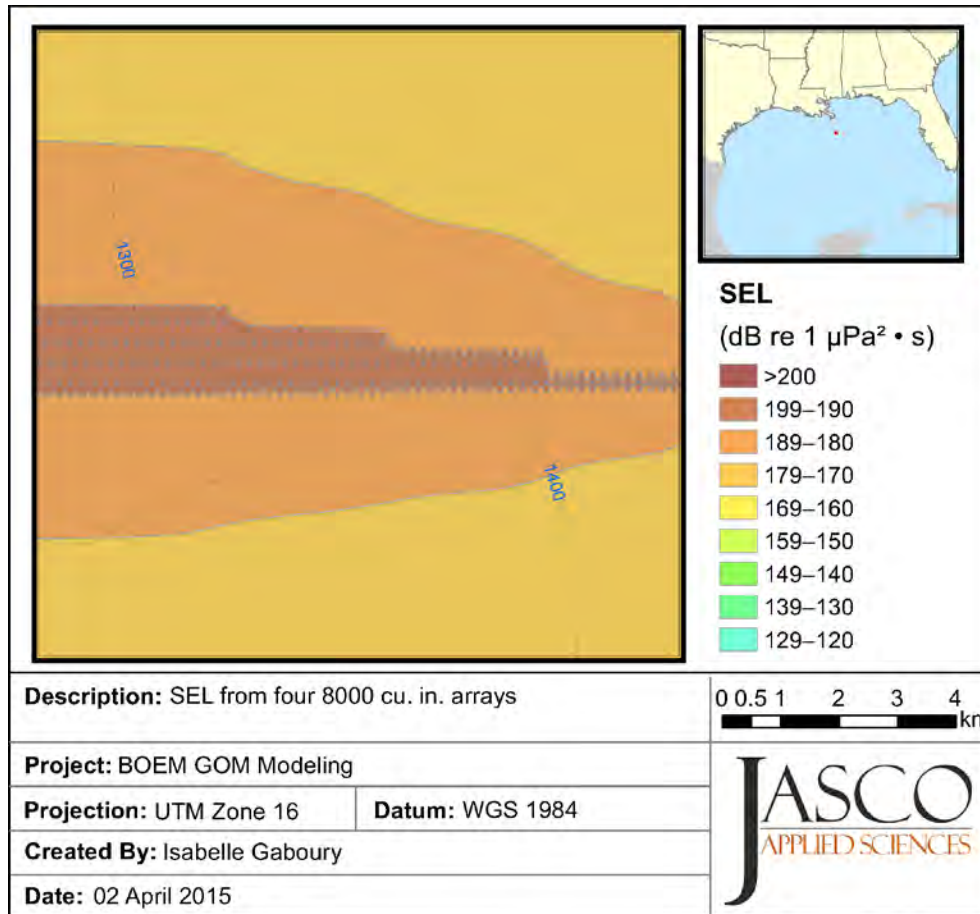 1300
1400
SEL
(dB re 1 µPa² • s)
>200
199–190
189–180
179–170
169–160
159–150
149–140
139–130
129–120
Description: SEL from four 8000 cu. in. arrays
0 0.5 1 2 3 4
km
Project: BOEM GOM Modeling
Projection: UTM Zone 16 Datum: WGS 1984
Created By: Isabelle Gaboury
Date: 02 April 2015
JASCO
APPLIED SCIENCES